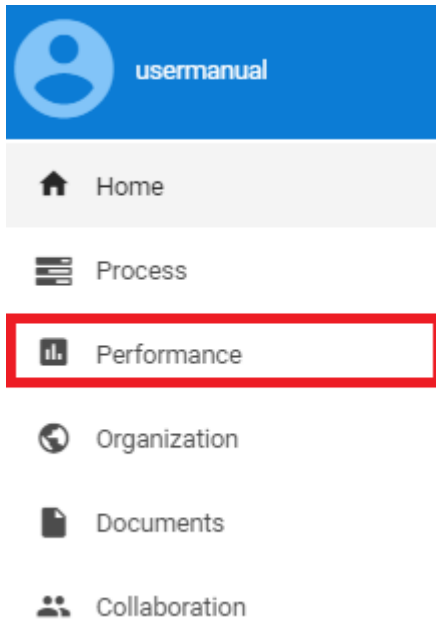 usermanual
Home
Process
Performance
Organization
Documents
Collaboration